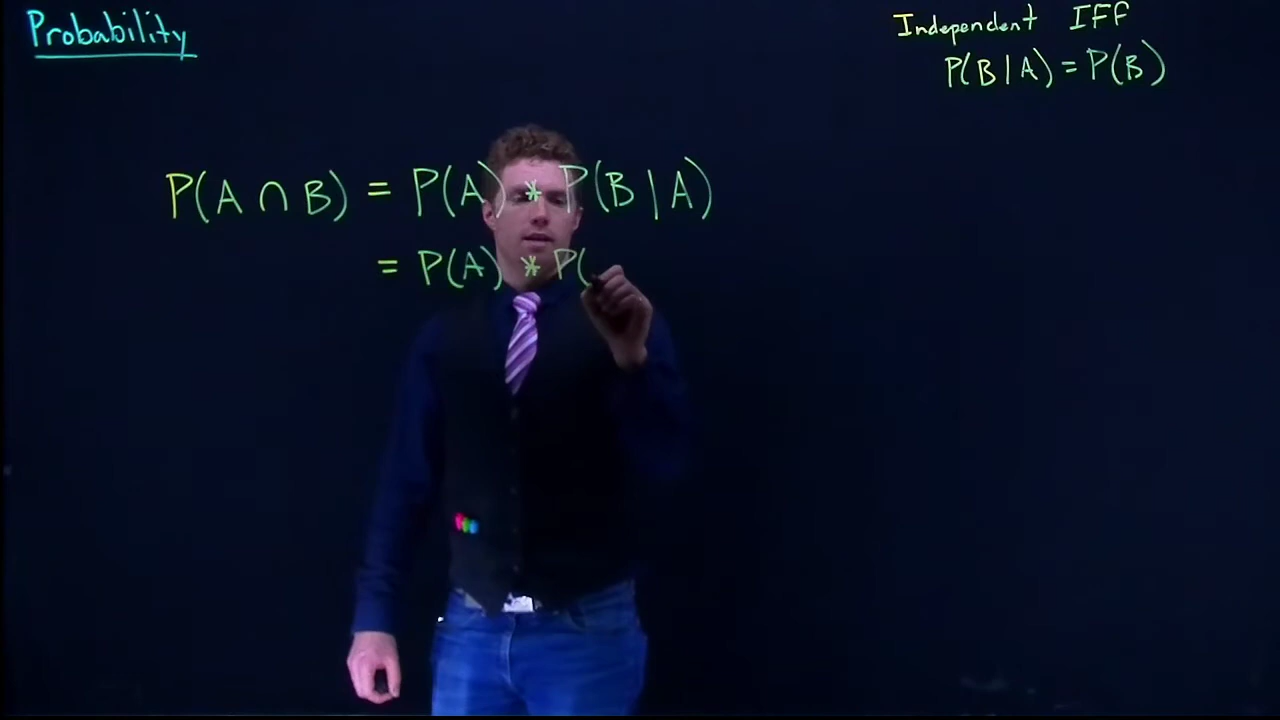 Probability
Independent IFF
P(B|A) = P(B)
P(A ∩ B) = P(A) * P(B|A)
= P(A) * P(